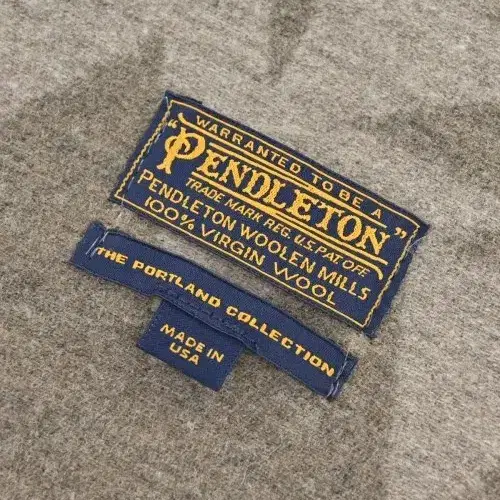 WARRANTED TO BE A
"PENDLETON"
TRADE MARK REG. U.S. PAT. OFF.
PENDLETON WOOLEN MILLS
100% VIRGIN WOOL
THE PORTLAND COLLECTION
MADE IN
USA